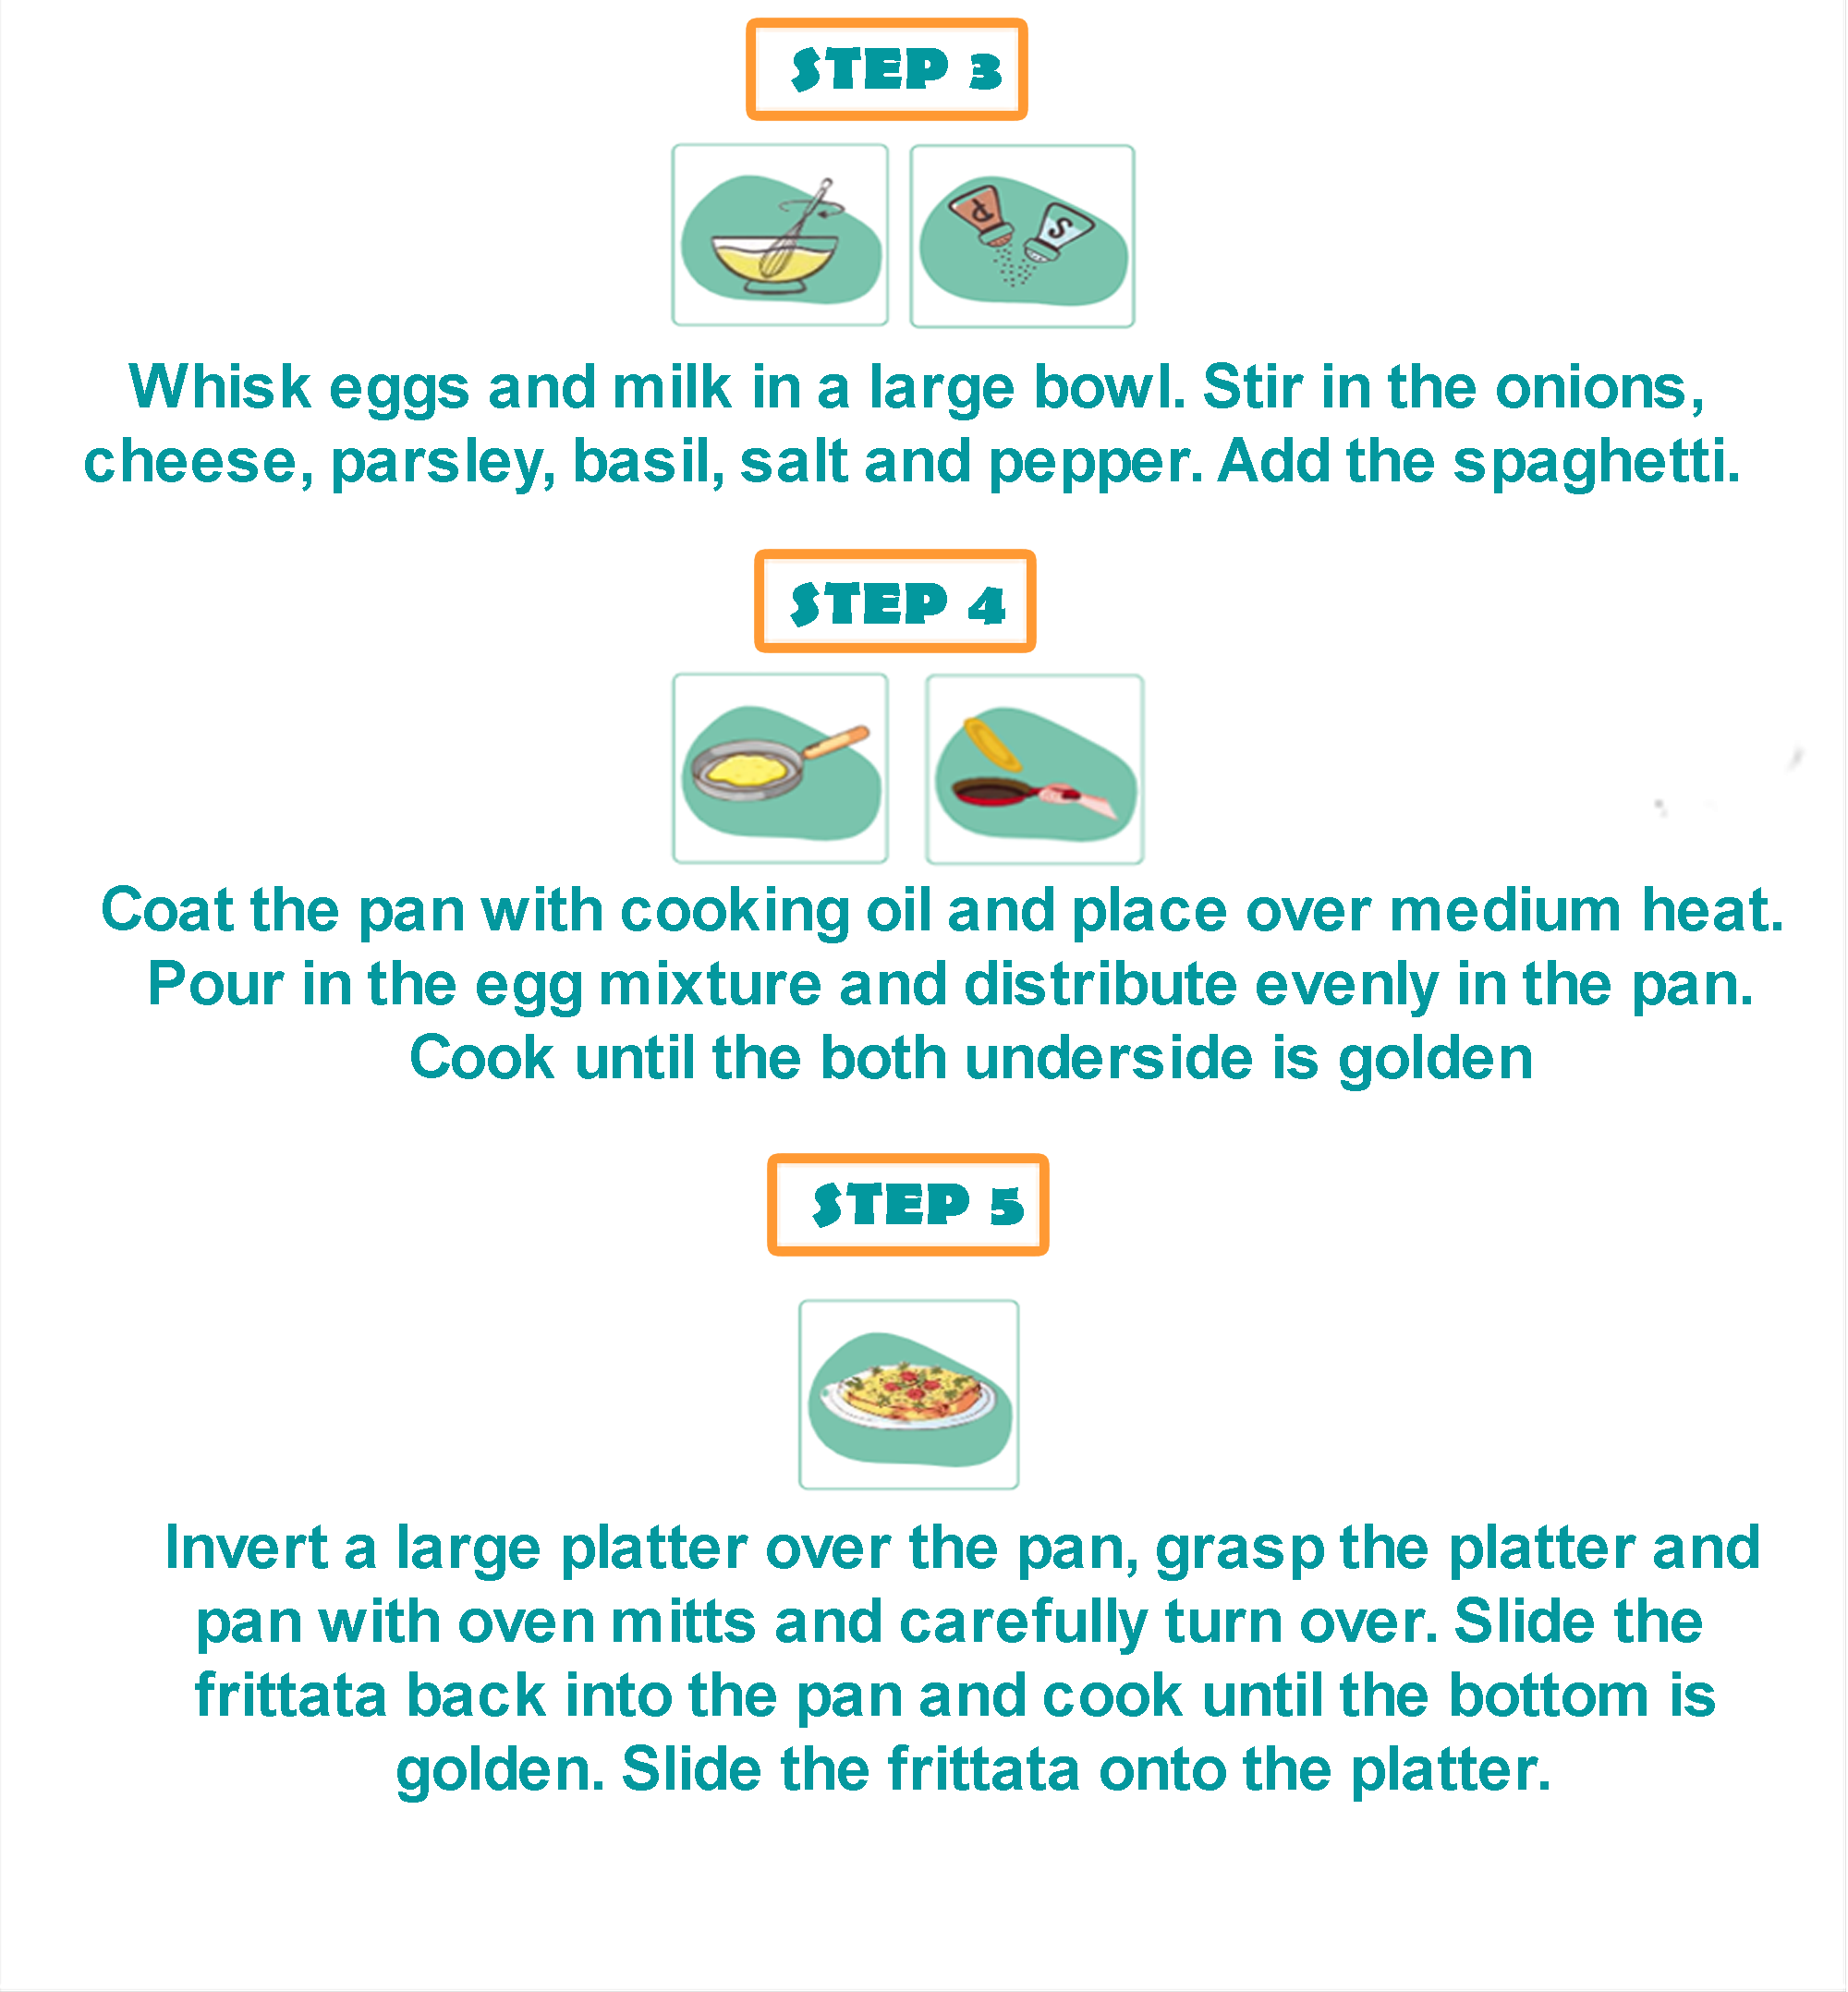 STEP 3
P S
Whisk eggs and milk in a large bowl. Stir in the onions,
cheese, parsley, basil, salt and pepper. Add the spaghetti.
STEP 4
Coat the pan with cooking oil and place over medium heat.
Pour in the egg mixture and distribute evenly in the pan.
Cook until the both underside is golden
STEP 5
Invert a large platter over the pan, grasp the platter and
pan with oven mitts and carefully turn over. Slide the
frittata back into the pan and cook until the bottom is
golden. Slide the frittata onto the platter.